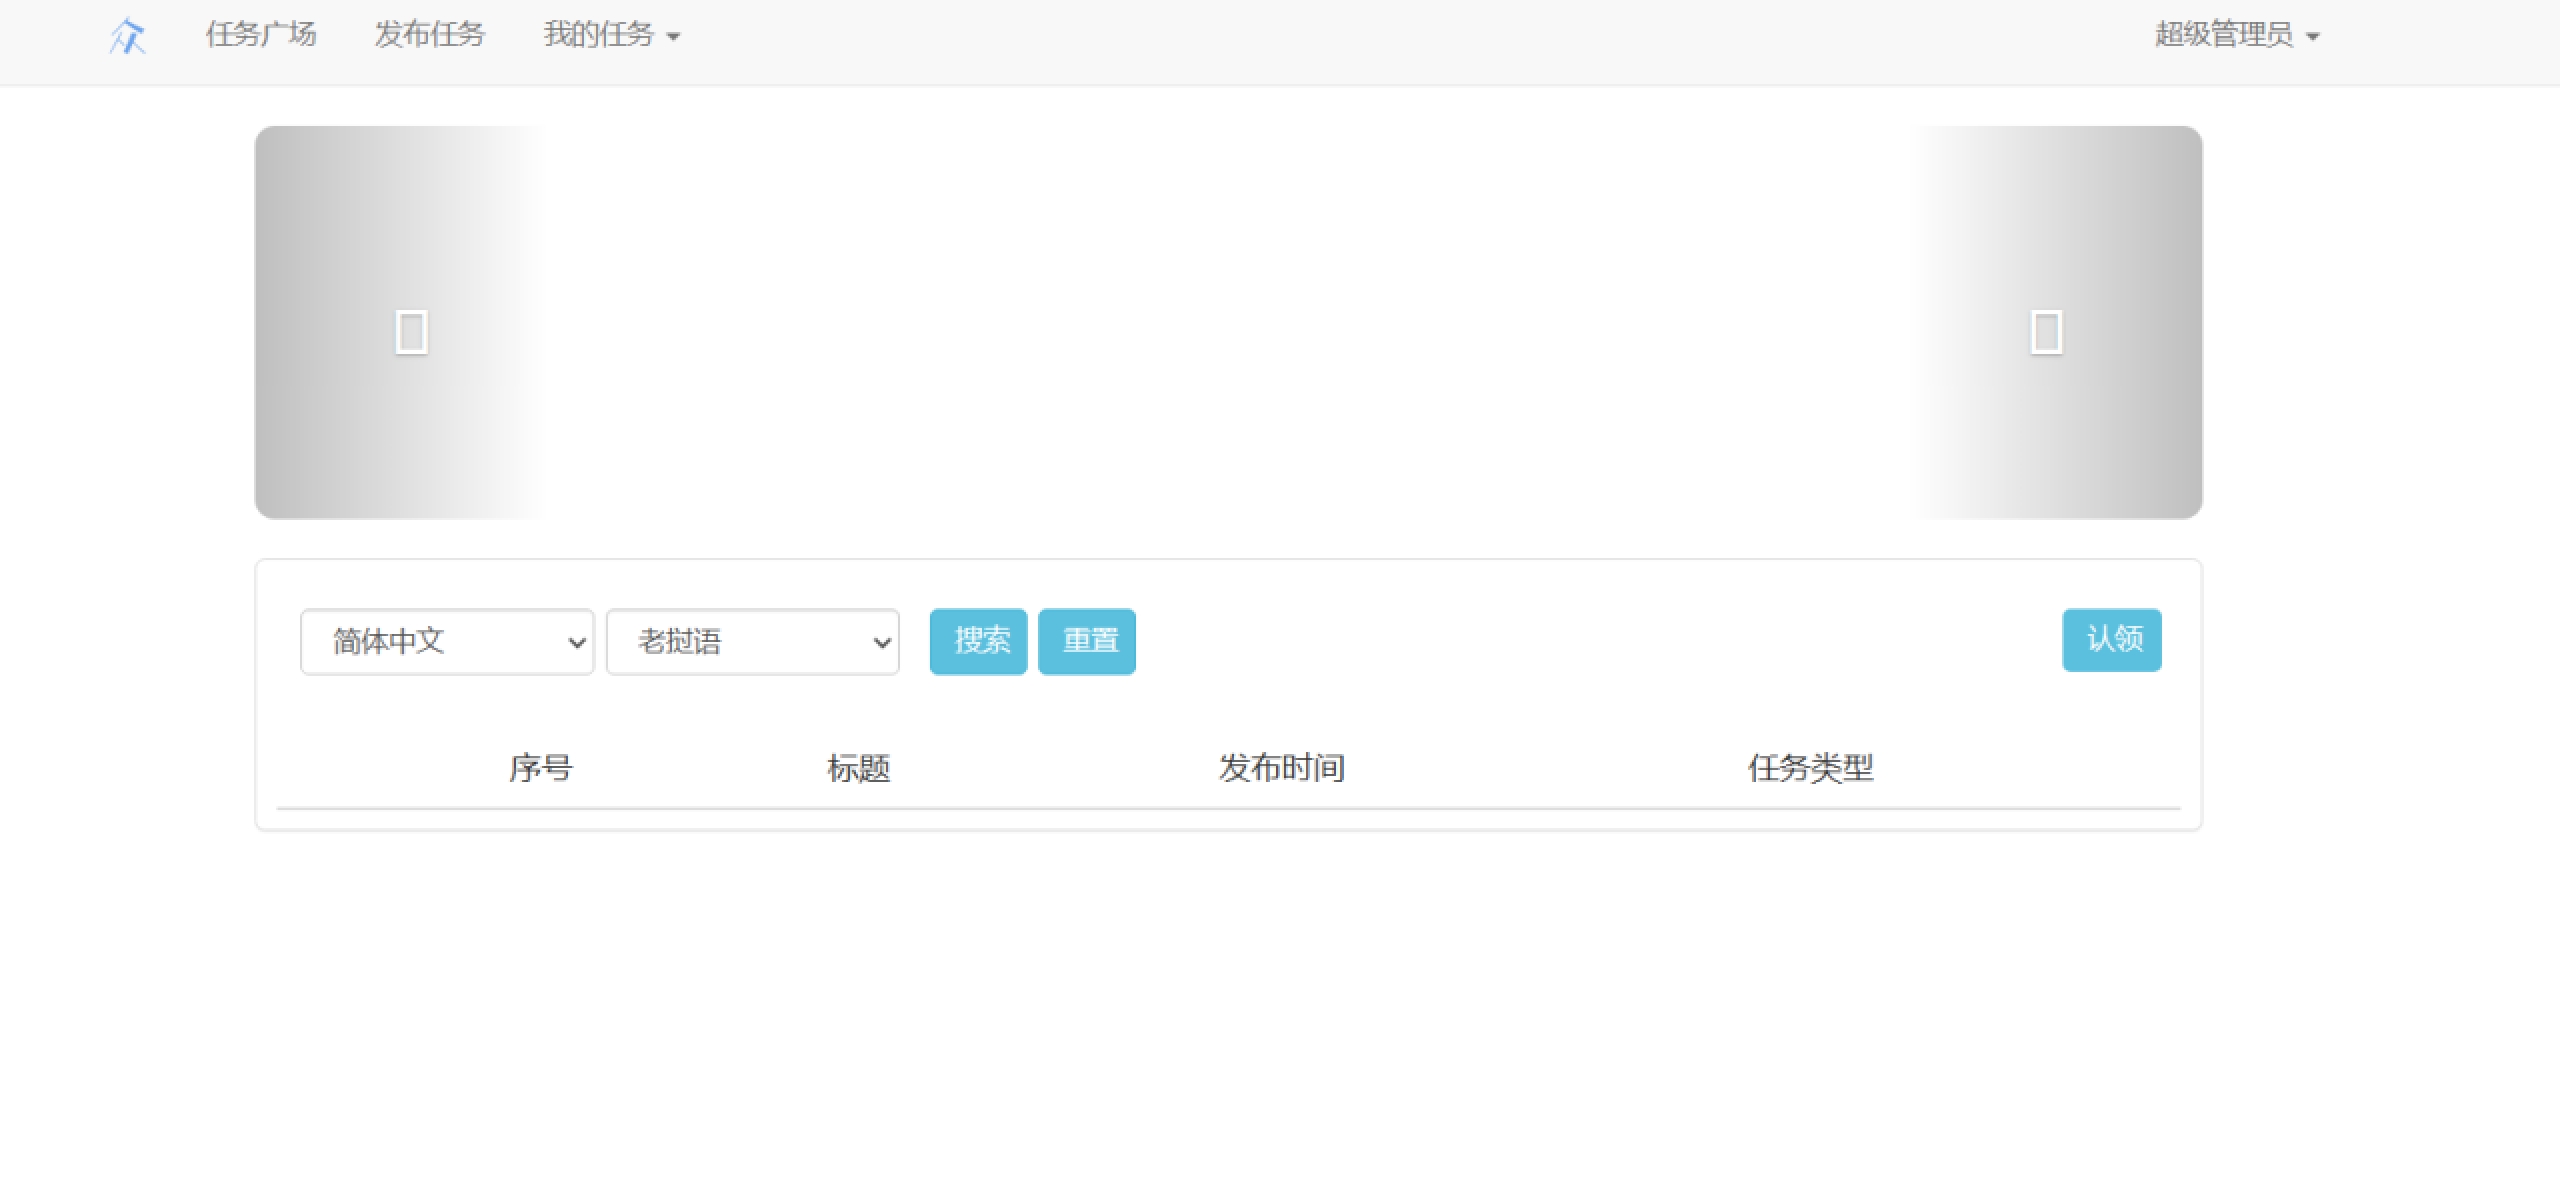 任务广场 发布任务 我的任务 超级管理员
简体中文 老挝语 搜索 重置 认领
序号 标题 发布时间 任务类型